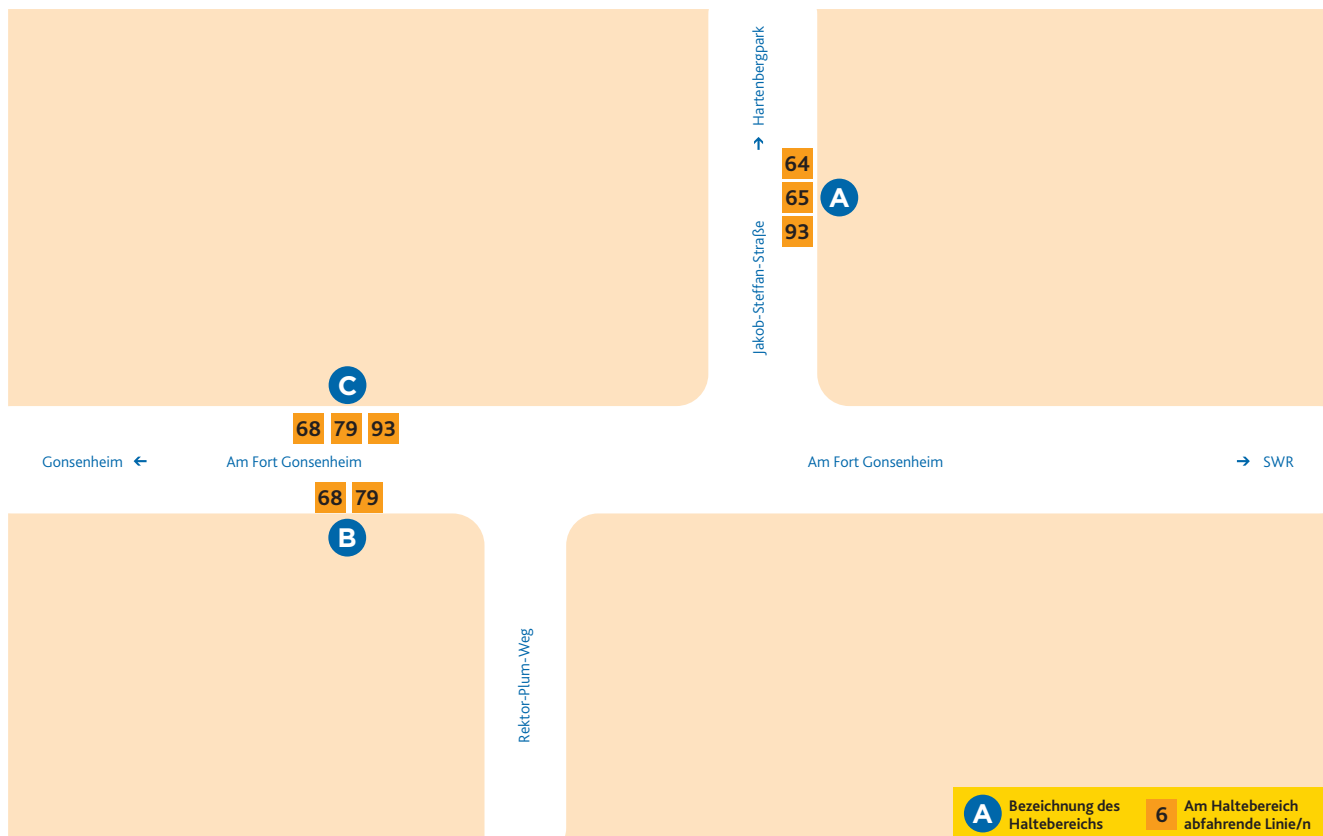 → Hartenbergpark
64
65
93
A
Jakob-Steffan-Straße
C
68 79 93
Gonsenheim ←
Am Fort Gonsenheim
Am Fort Gonsenheim
→ SWR
68 79
B
Rektor-Plum-Weg
A
Bezeichnung des
Haltebereichs
6
Am Haltebereich
abfahrende Linie/n